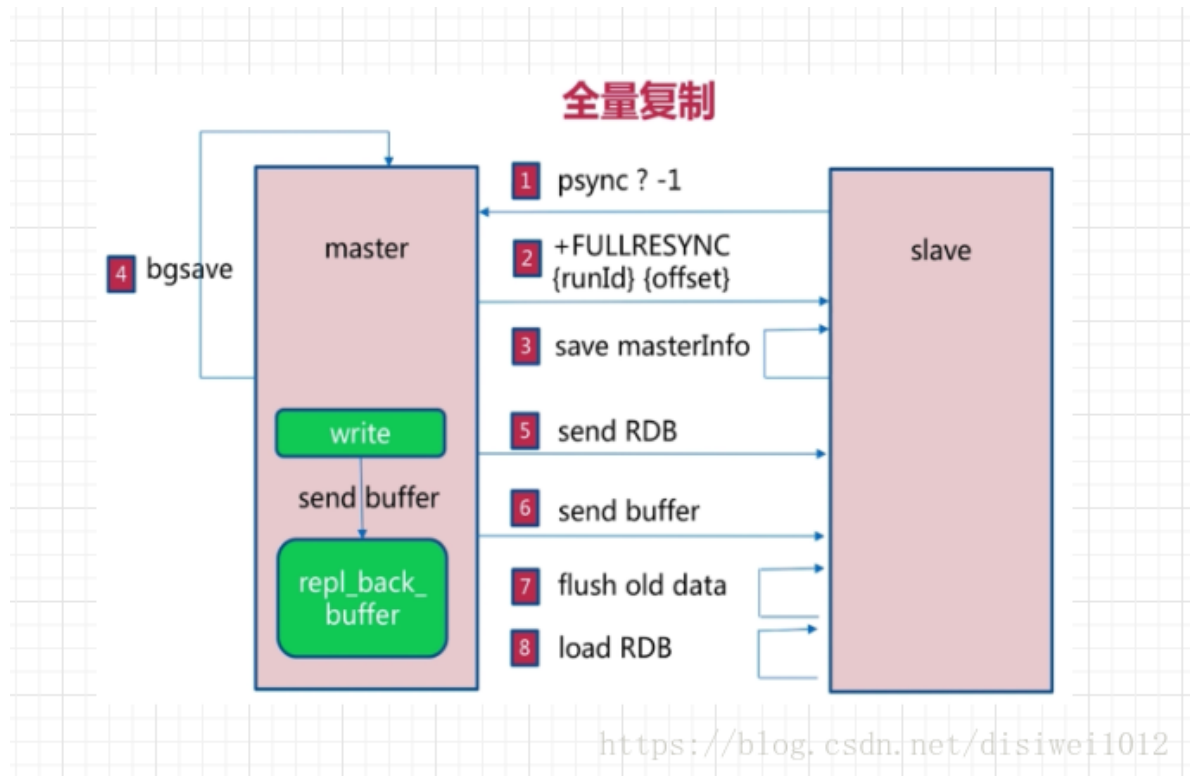 全量复制
1 psync ? -1
master
slave
2 +FULLRESYNC
{runId} {offset}
4 bgsave
3 save masterInfo
write
5 send RDB
send buffer
6 send buffer
repl_back_
buffer
7 flush old data
8 load RDB
https://blog.csdn.net/disiwei1012